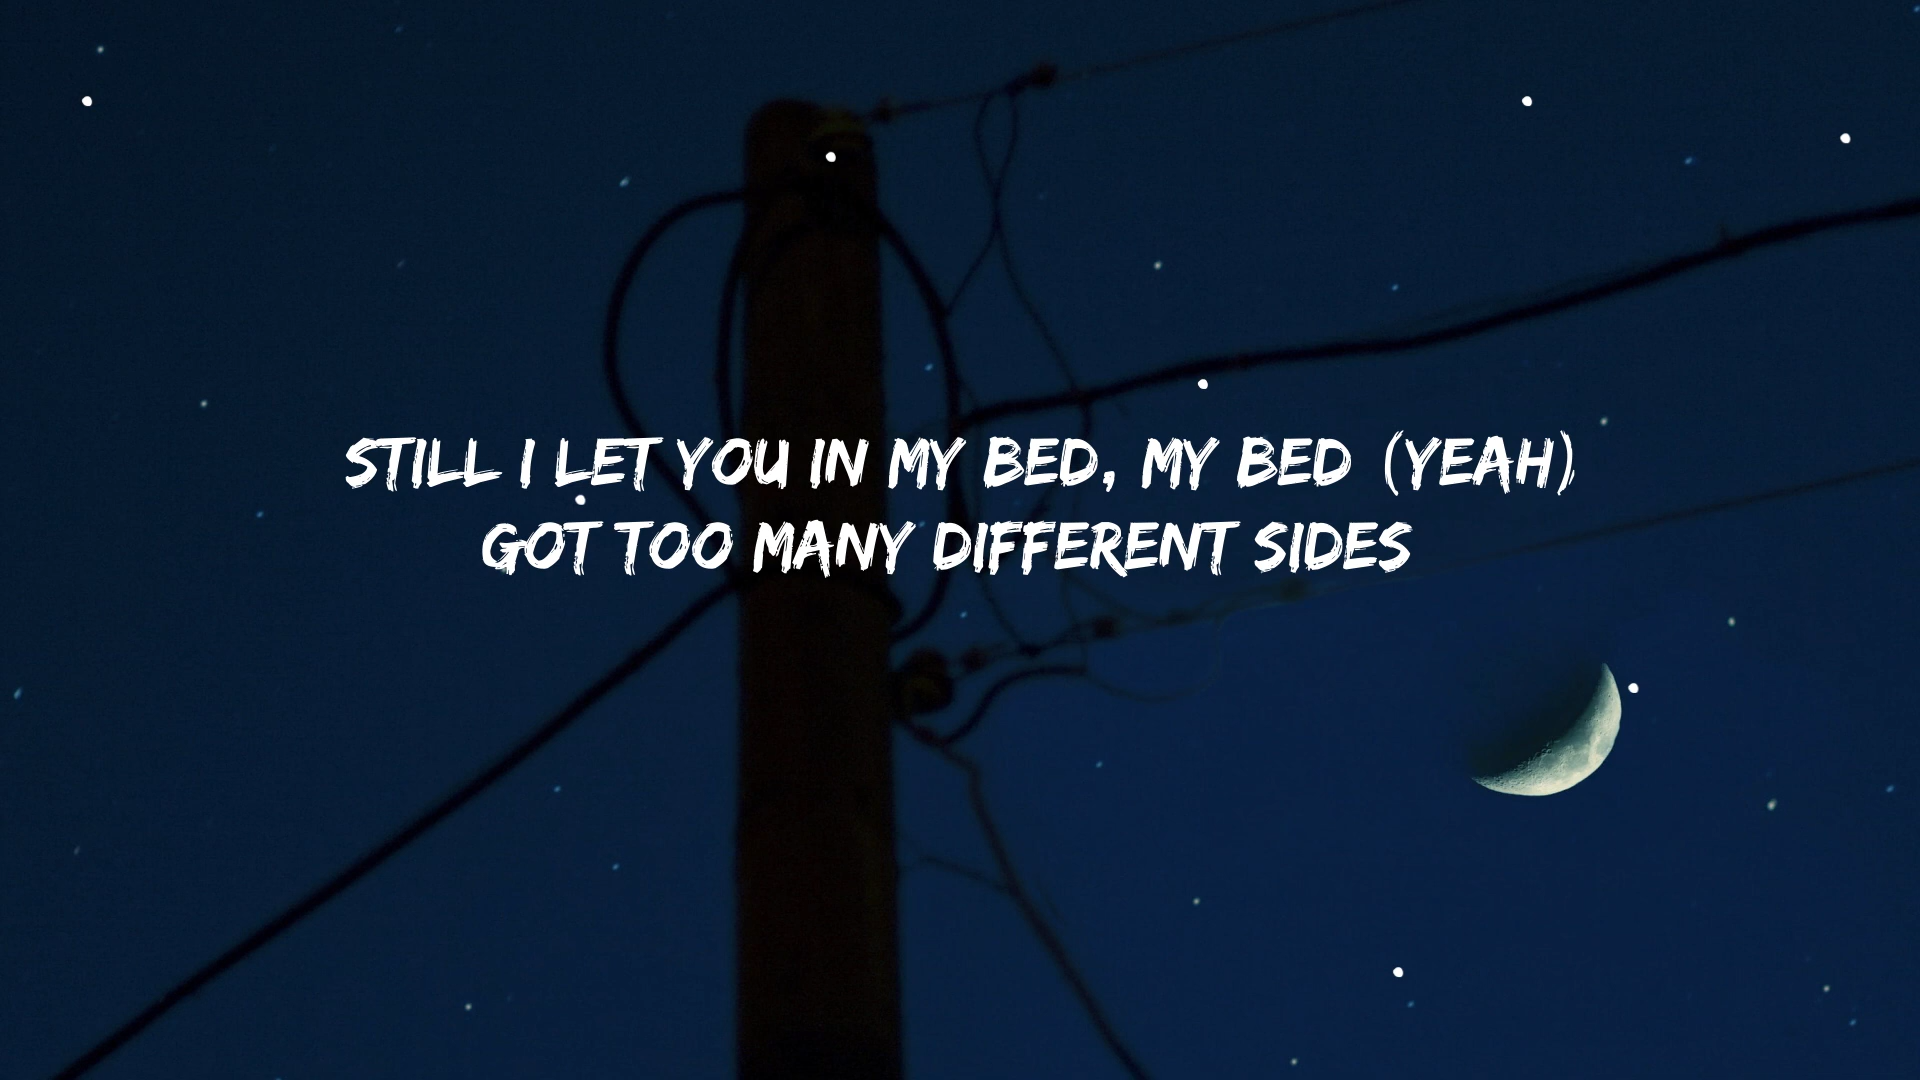 STILL I LET YOU IN MY BED, MY BED (YEAH)
GOT TOO MANY DIFFERENT SIDES